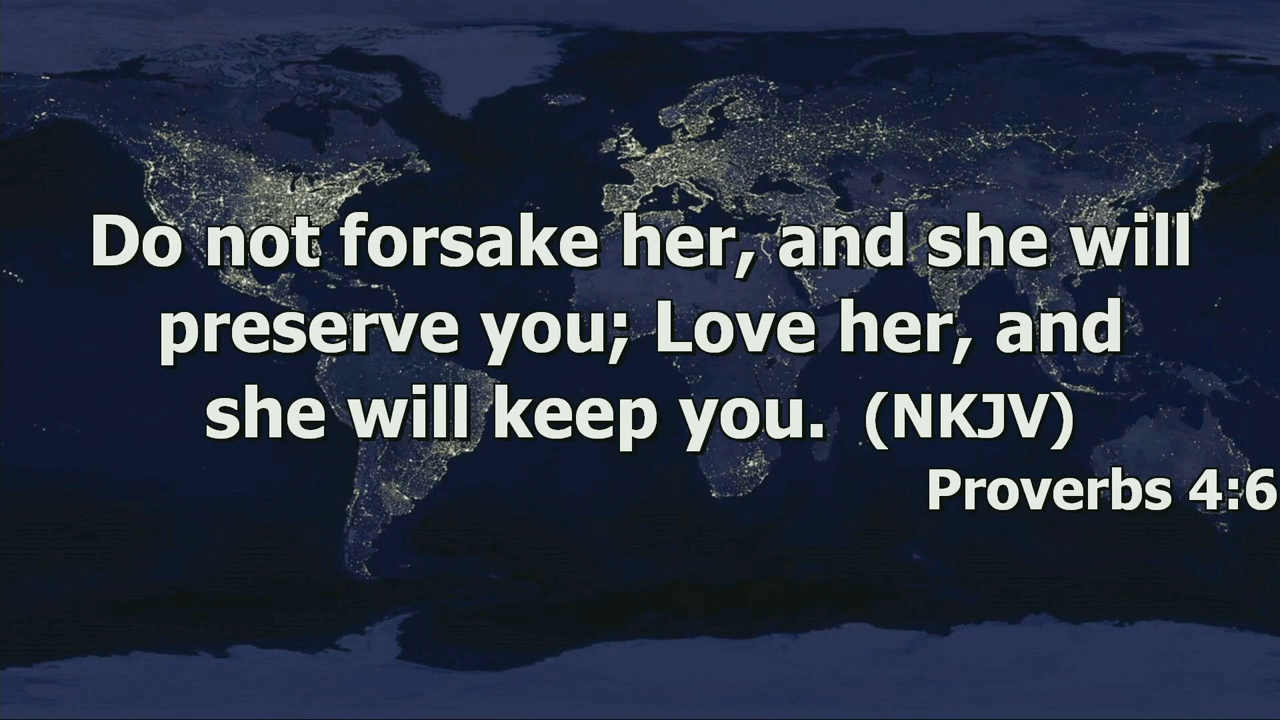 Do not forsake her, and she will
preserve you; Love her, and
she will keep you. (NKJV)
Proverbs 4:6